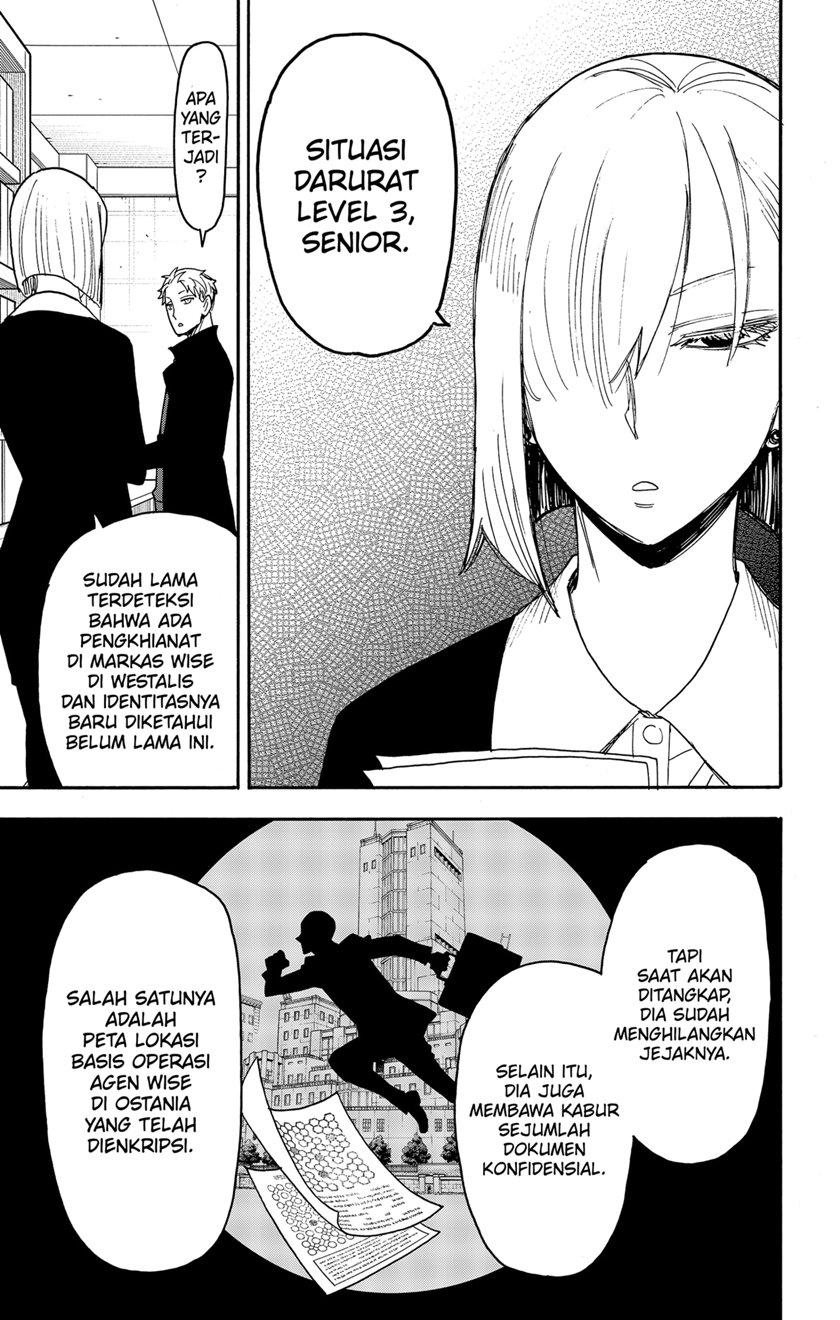 SITUASI
DARURAT
LEVEL 3,
SENIOR.
APA
YANG
TER-
JADI
?
SUDAH LAMA
TERDETEKSI
BAHWA ADA
PENGKHIANAT
DI MARKAS WISE
DI WESTALIS
DAN IDENTITASNYA
BARU DIKETAHUI
BELUM LAMA INI.
TAPI
SAAT AKAN
DITANGKAP,
DIA SUDAH
MENGHILANGKAN
JEJAKNYA.
SELAIN ITU,
DIA JUGA
MEMBAWA KABUR
SEJUMLAH
DOKUMEN
KONFIDENSIAL.
SALAH SATUNYA
ADALAH
PETA LOKASI
BASIS OPERASI
AGEN WISE
DI OSTANIA
YANG TELAH
DIENKRIPSI.